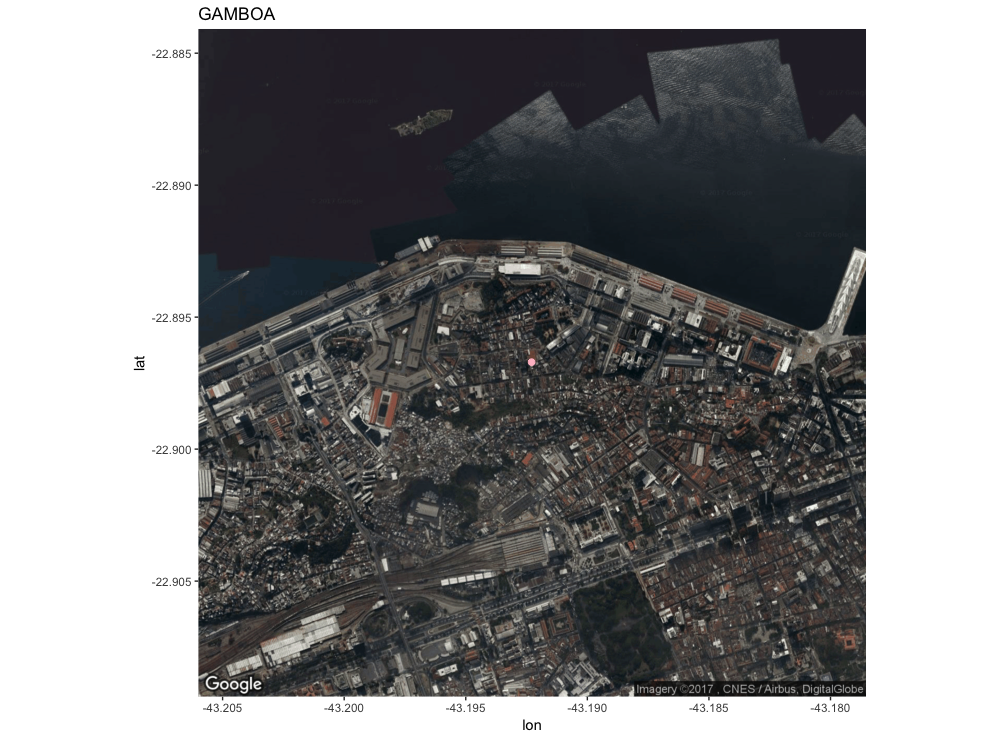 GAMBOA
-22.885
-22.890
-22.895
-22.900
-22.905
lat
-43.205
-43.200
-43.195
-43.190
-43.185
-43.180
lon
Google
Imagery ©2017 , CNES / Airbus, DigitalGlobe